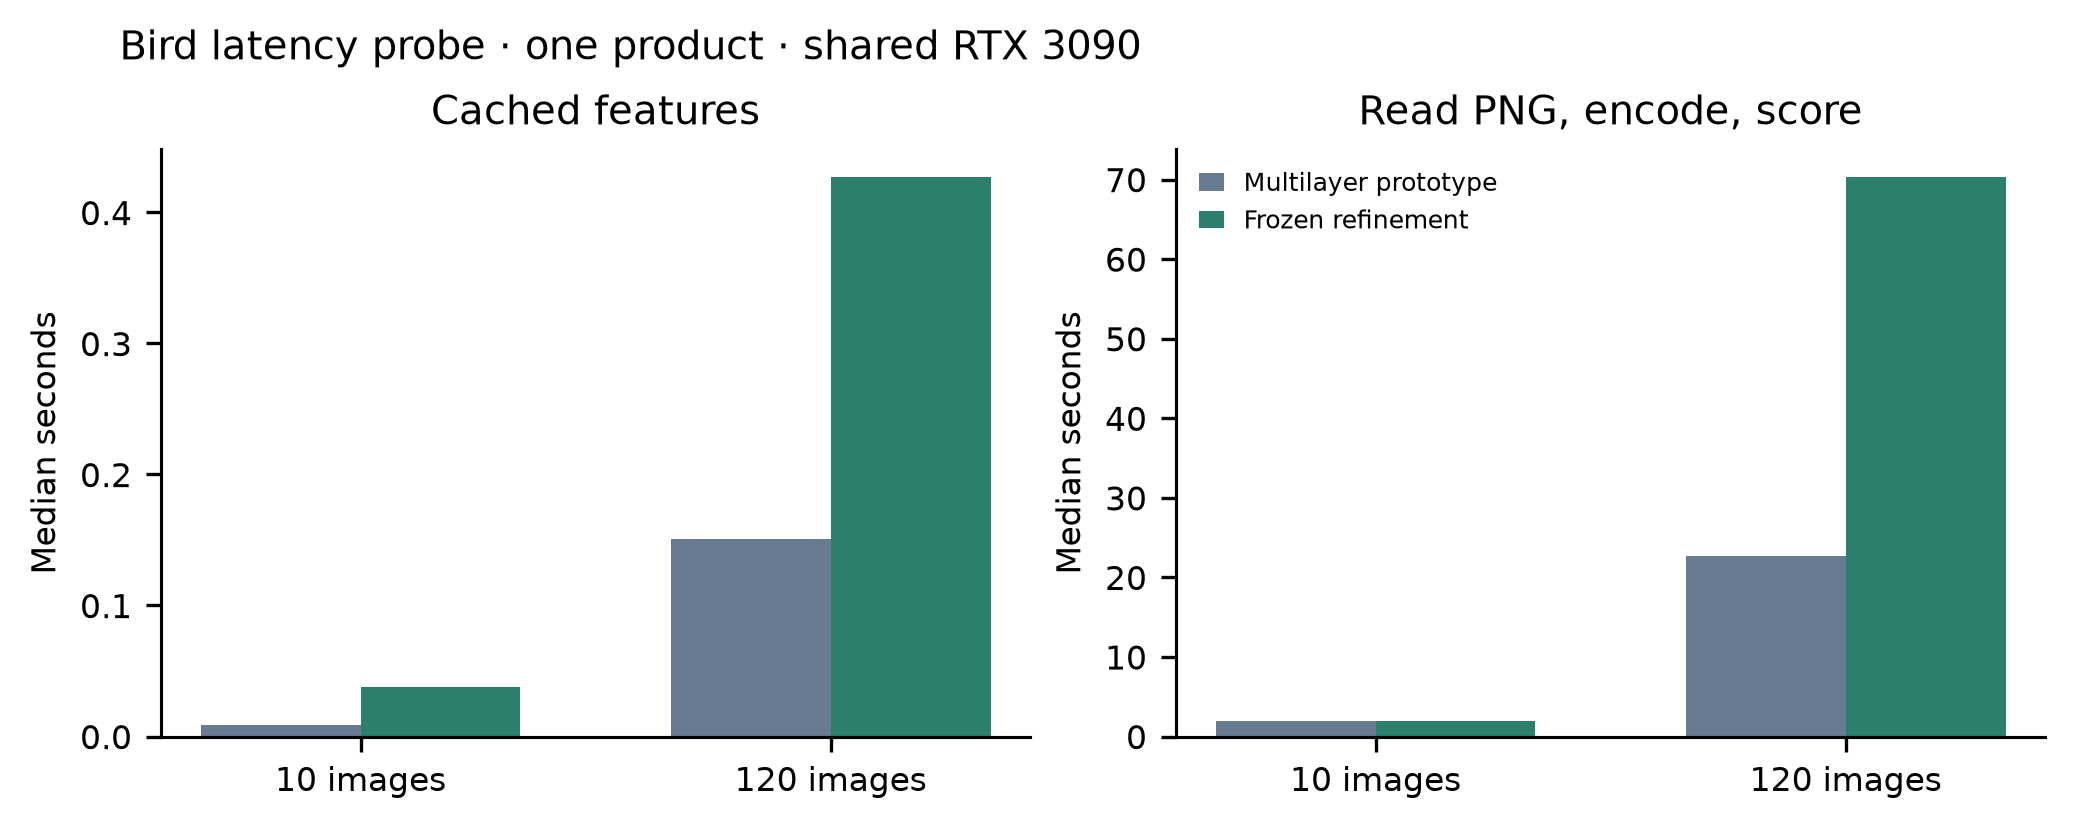 Bird latency probe · one product · shared RTX 3090
Cached features
Median seconds
0.4
0.3
0.2
0.1
0.0
10 images
120 images
Read PNG, encode, score
Median seconds
70
60
50
40
30
20
10
0
Multilayer prototype
Frozen refinement
10 images
120 images